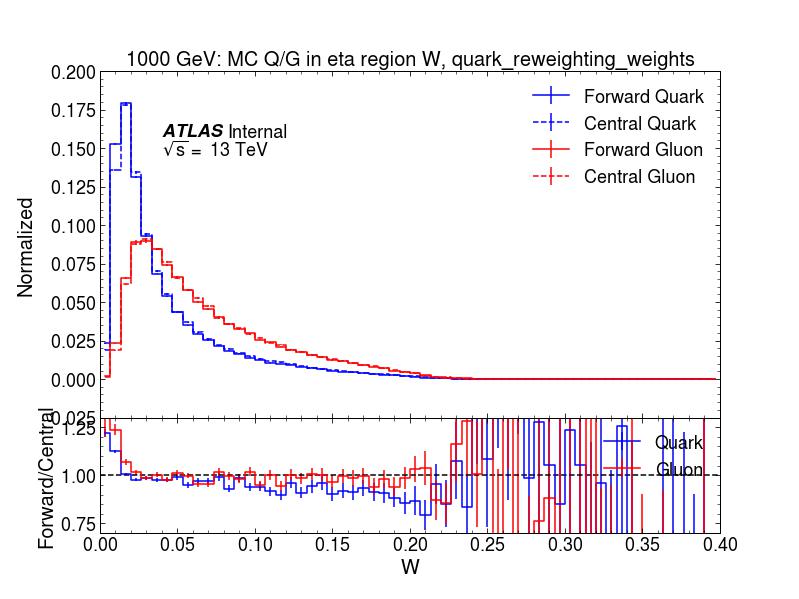 1000 GeV: MC Q/G in eta region W, quark_reweighting_weights
0.200
0.175
0.150
0.125
0.100
0.075
0.050
0.025
0.000
0.025
Normalized
ATLAS Internal
√s = 13 TeV
Forward Quark
Central Quark
Forward Gluon
Central Gluon
1.25
1.00
0.75
Forward/Central
Quark
Gluon
0.00 0.05 0.10 0.15 0.20 0.25 0.30 0.35 0.40
W